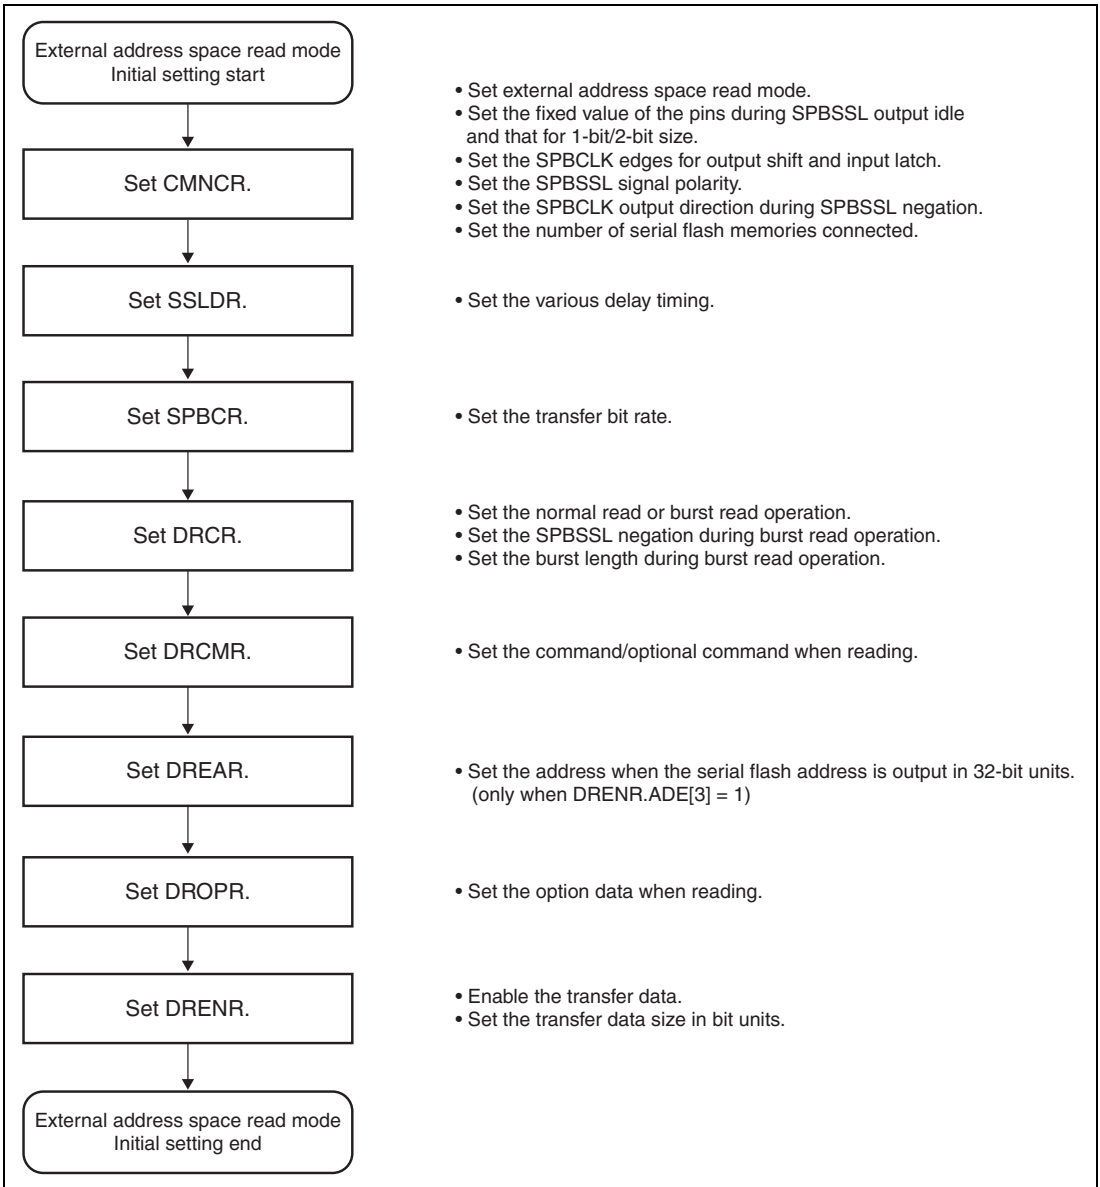 External address space read mode
Initial setting start
• Set external address space read mode.
• Set the fixed value of the pins during SPBSSL output idle
and that for 1-bit/2-bit size.
• Set the SPBCLK edges for output shift and input latch.
• Set the SPBSSL signal polarity.
• Set the SPBCLK output direction during SPBSSL negation.
• Set the number of serial flash memories connected.
Set CMNCR.
Set SSLDR.
• Set the various delay timing.
Set SPBCR.
• Set the transfer bit rate.
Set DRCR.
• Set the normal read or burst read operation.
• Set the SPBSSL negation during burst read operation.
• Set the burst length during burst read operation.
Set DRCMR.
• Set the command/optional command when reading.
Set DREAR.
• Set the address when the serial flash address is output in 32-bit units.
(only when DRENR.ADE[3] = 1)
Set DROPR.
• Set the option data when reading.
Set DRENR.
• Enable the transfer data.
• Set the transfer data size in bit units.
External address space read mode
Initial setting end